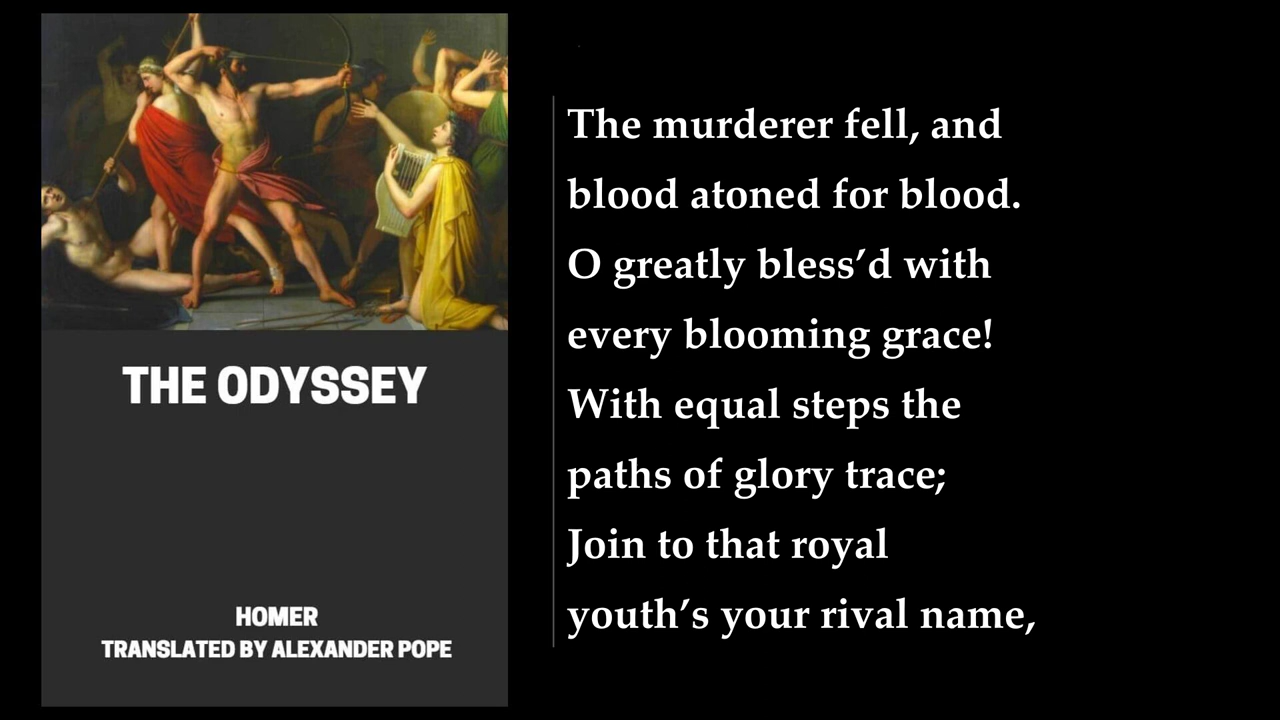 THE ODYSSEY
HOMER
TRANSLATED BY ALEXANDER POPE
The murderer fell, and
blood atoned for blood.
O greatly bless’d with
every blooming grace!
With equal steps the
paths of glory trace;
Join to that royal
youth’s your rival name,